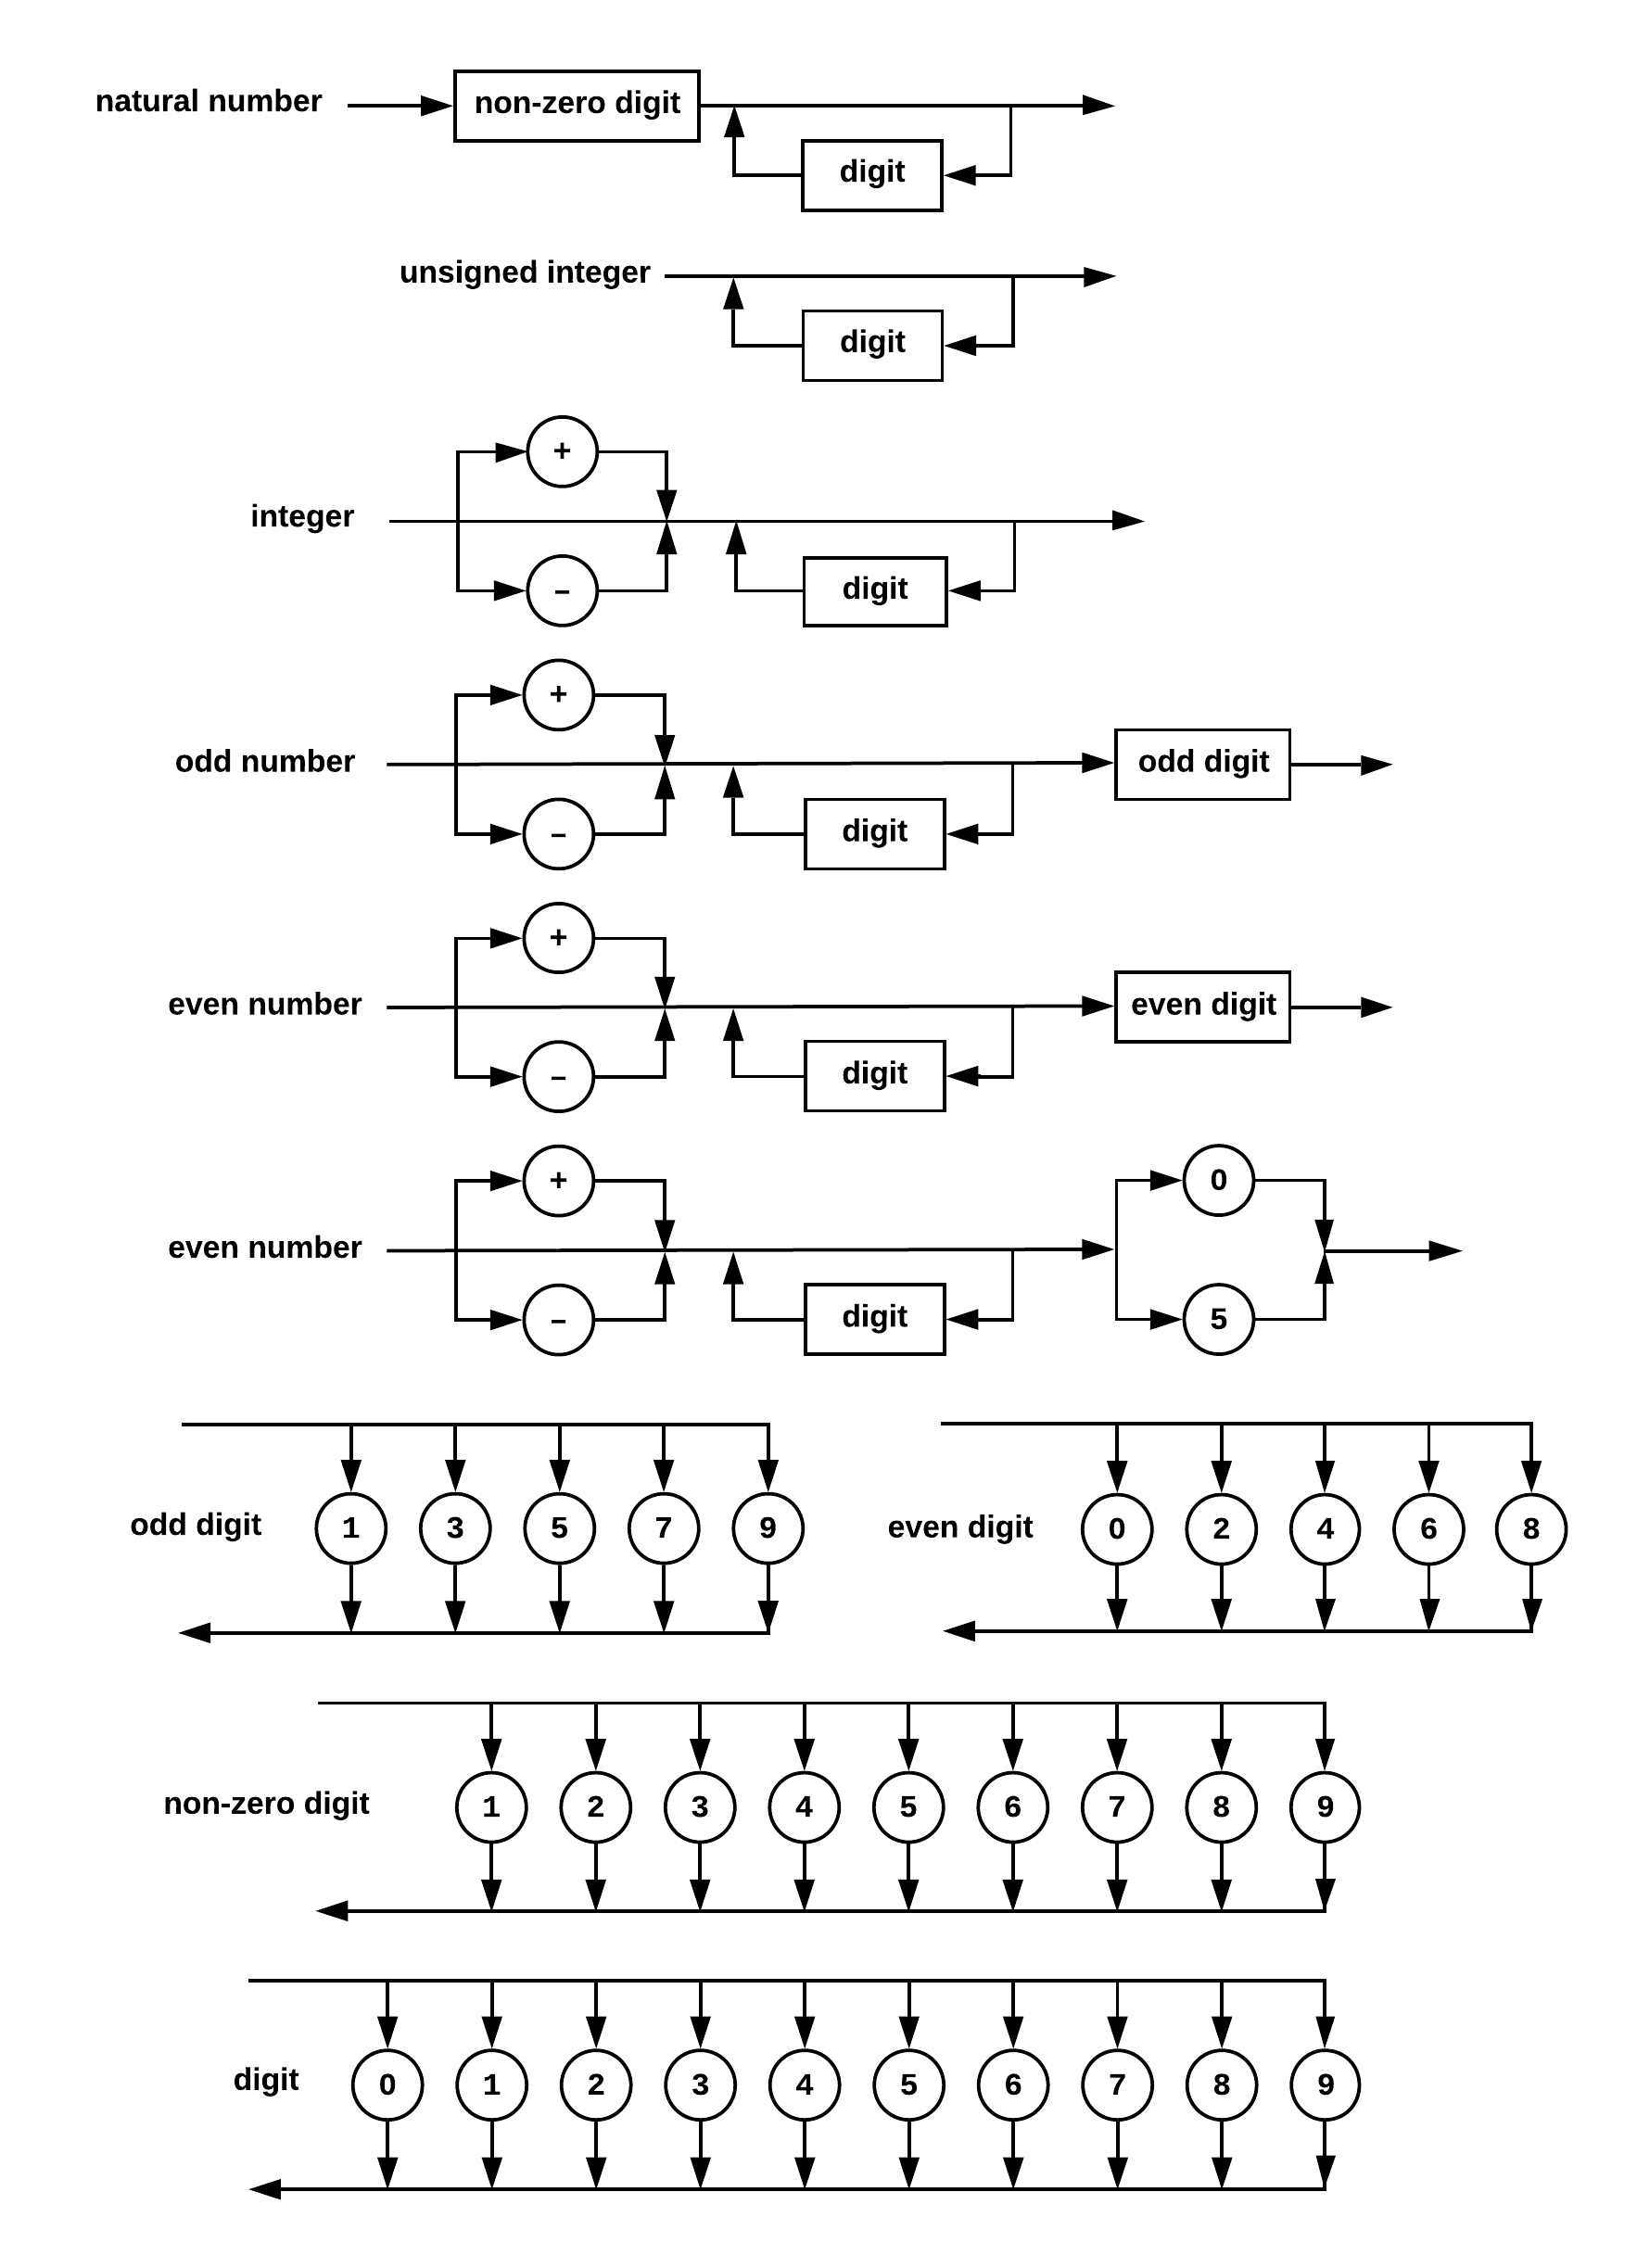 natural number non-zero digit
digit
unsigned integer
digit
+
integer
digit
–
+
odd number odd digit
digit
–
+
even number even digit
digit
–
+ 0
even number
digit
– 5
odd digit 1 3 5 7 9 even digit 0 2 4 6 8
non-zero digit 1 2 3 4 5 6 7 8 9
digit 0 1 2 3 4 5 6 7 8 9